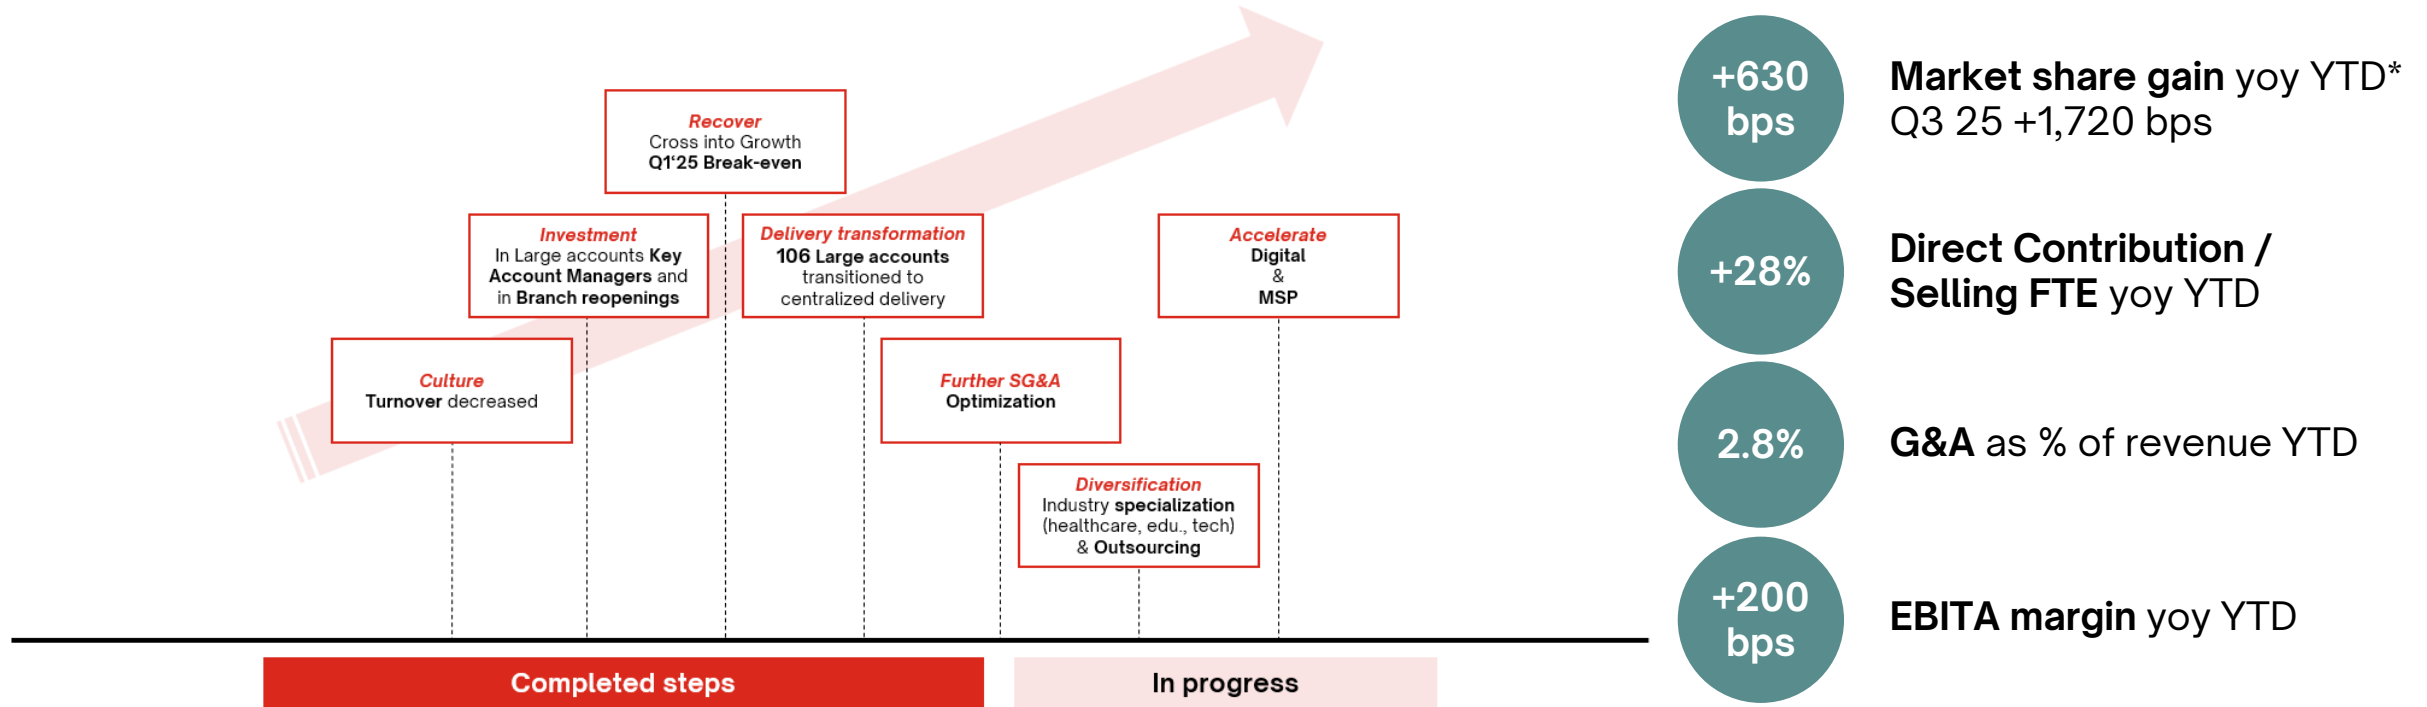 Recover
Cross into Growth
Q1‘25 Break-even
Investment
In Large accounts Key
Account Managers and
in Branch reopenings
Delivery transformation
106 Large accounts
transitioned to
centralized delivery
Accelerate
Digital
&
MSP
Culture
Turnover decreased
Further SG&A
Optimization
Diversification
Industry specialization
(healthcare, edu., tech)
& Outsourcing
Completed steps
In progress
+630
bps
Market share gain yoy YTD*
Q3 25 +1,720 bps
+28%
Direct Contribution /
Selling FTE yoy YTD
2.8%
G&A as % of revenue YTD
+200
bps
EBITA margin yoy YTD